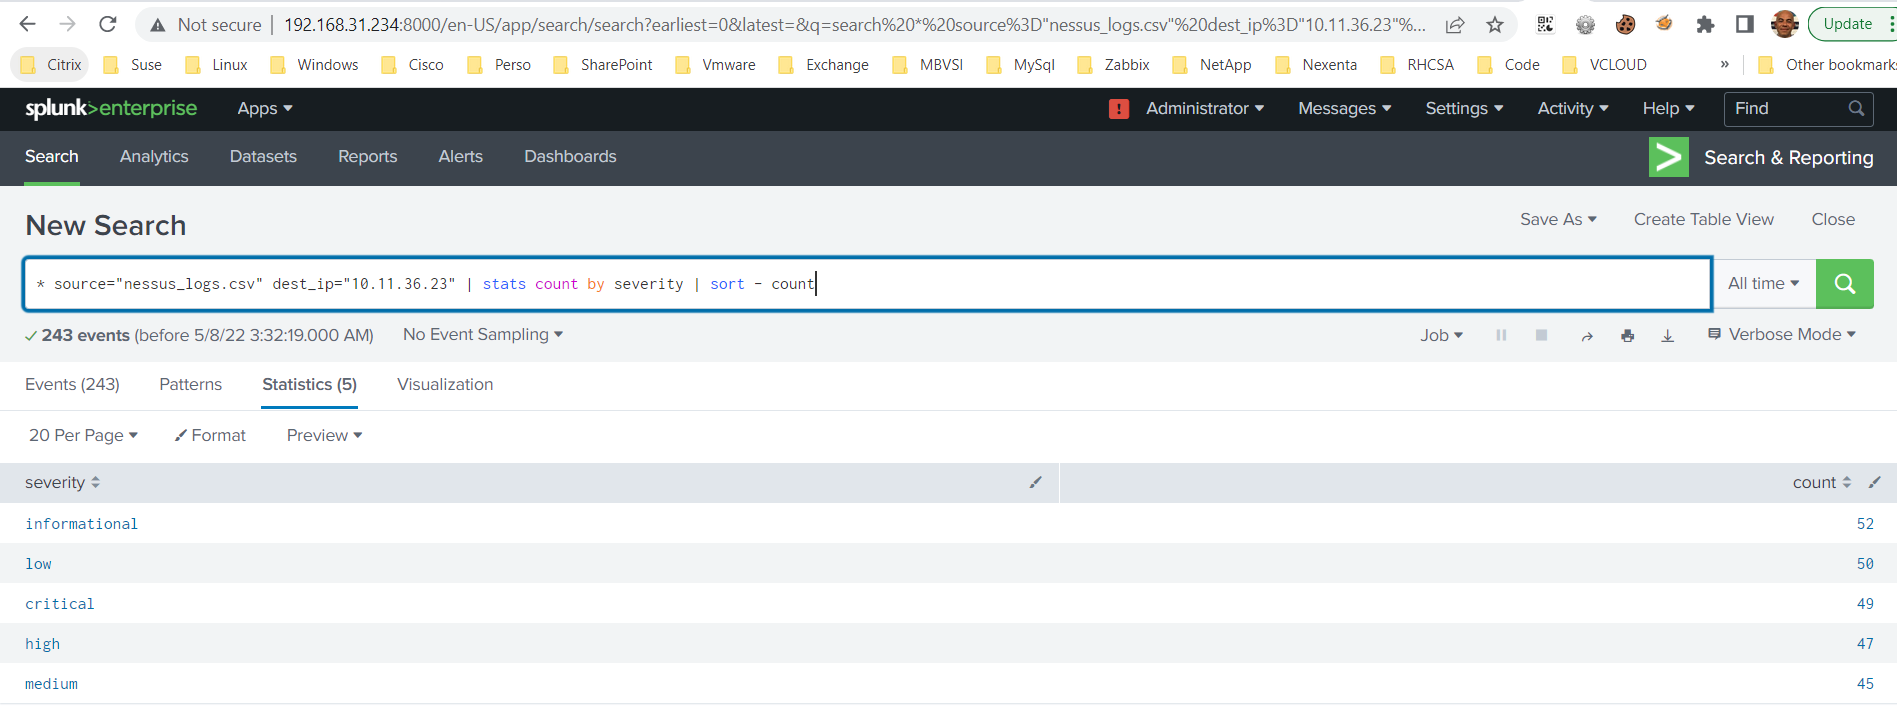 Not secure | 192.168.31.234:8000/en-US/app/search/search?earliest=0&latest=&q=search%20*%20source%3D"nessus_logs.csv"%20dest_ip%3D"10.11.36.23"%... Update
Citrix Suse Linux Windows Cisco Perso SharePoint Vmware Exchange MBVSI MySql Zabbix NetApp Nexenta RHCSA Code VCLOUD » Other bookmarks
splunk>enterprise Apps ! Administrator Messages Settings Activity Help Find
Search Analytics Datasets Reports Alerts Dashboards > Search & Reporting
New Search Save As Create Table View Close
* source="nessus_logs.csv" dest_ip="10.11.36.23" | stats count by severity | sort - count All time
✓ 243 events (before 5/8/22 3:32:19.000 AM) No Event Sampling Job Verbose Mode
Events (243) Patterns Statistics (5) Visualization
20 Per Page Format Preview
severity count
informational 52
low 50
critical 49
high 47
medium 45